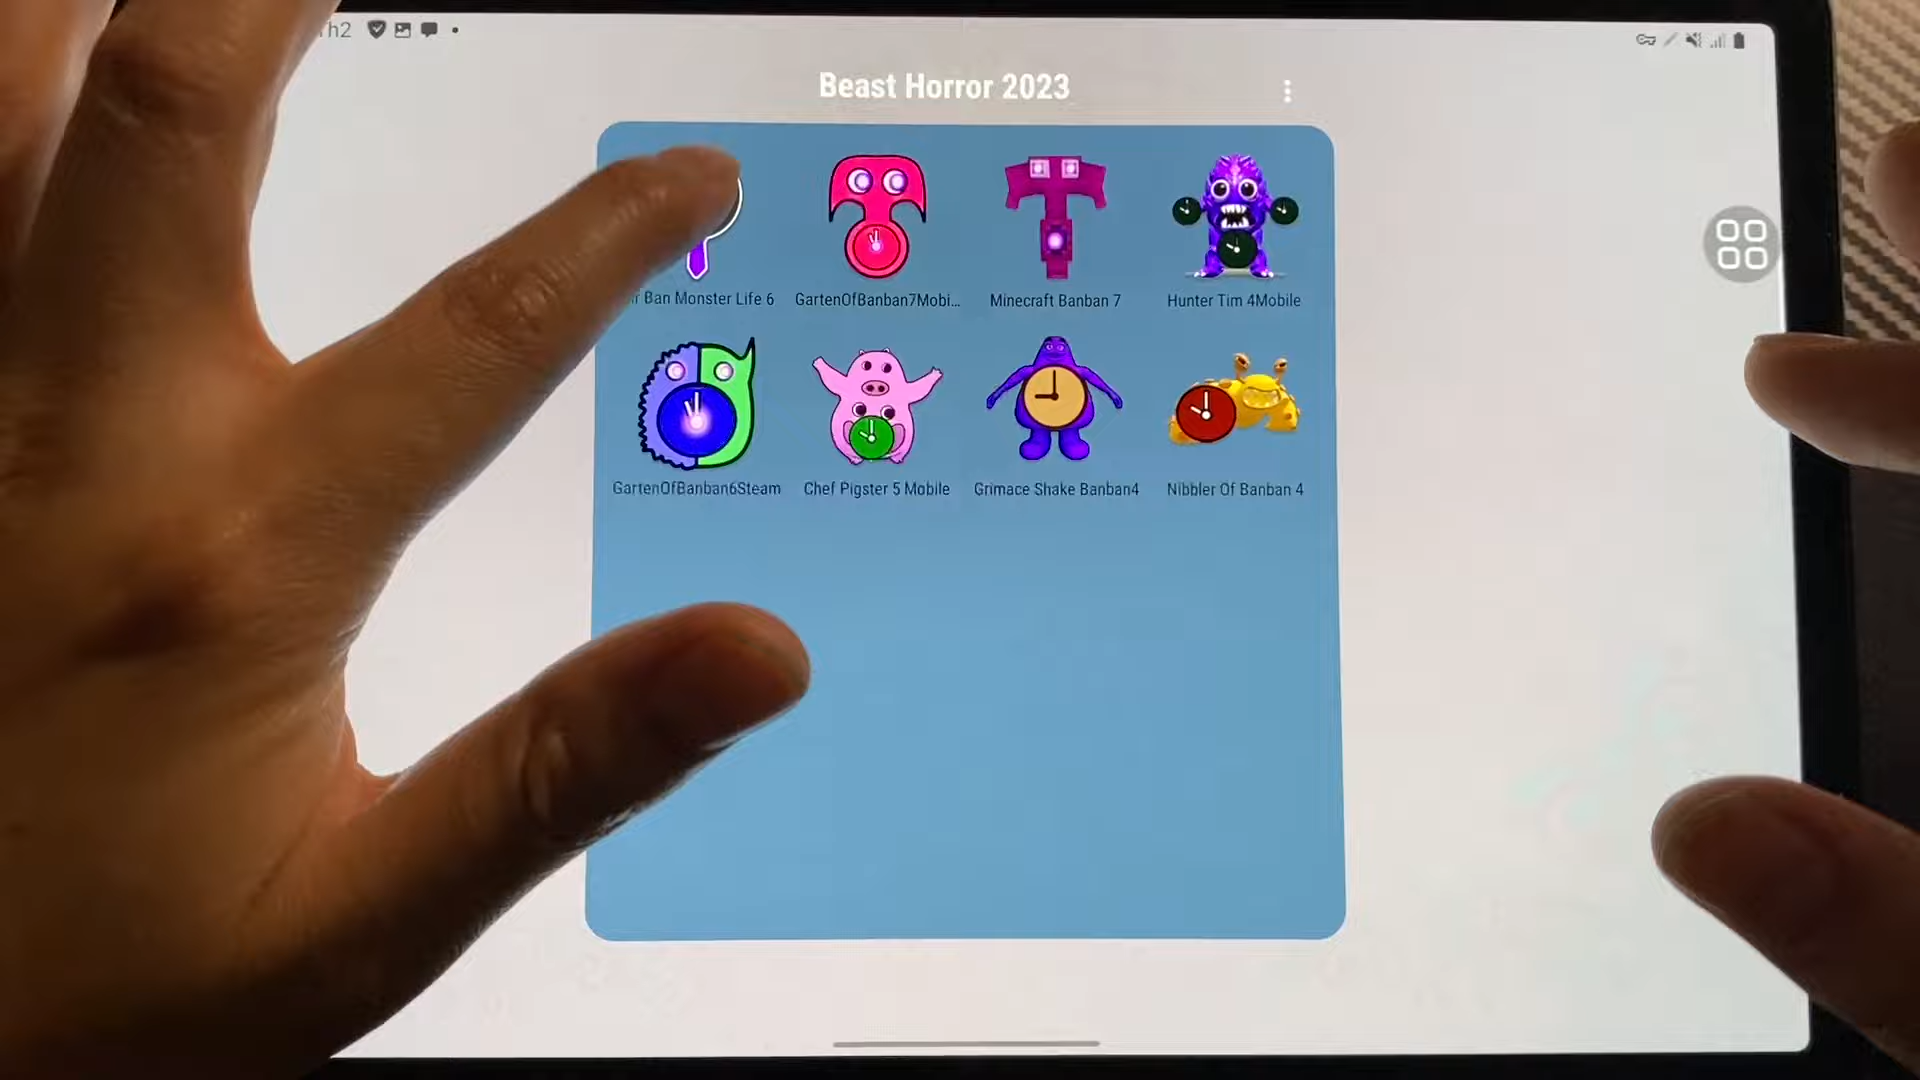 Th2
Beast Horror 2023
Ban Monster Life 6
GartenOfBanban7Mobi...
Minecraft Banban 7
Hunter Tim 4Mobile
GartenOfBanban6Steam
Chef Pigster 5 Mobile
Grimace Shake Banban4
Nibbler Of Banban 4